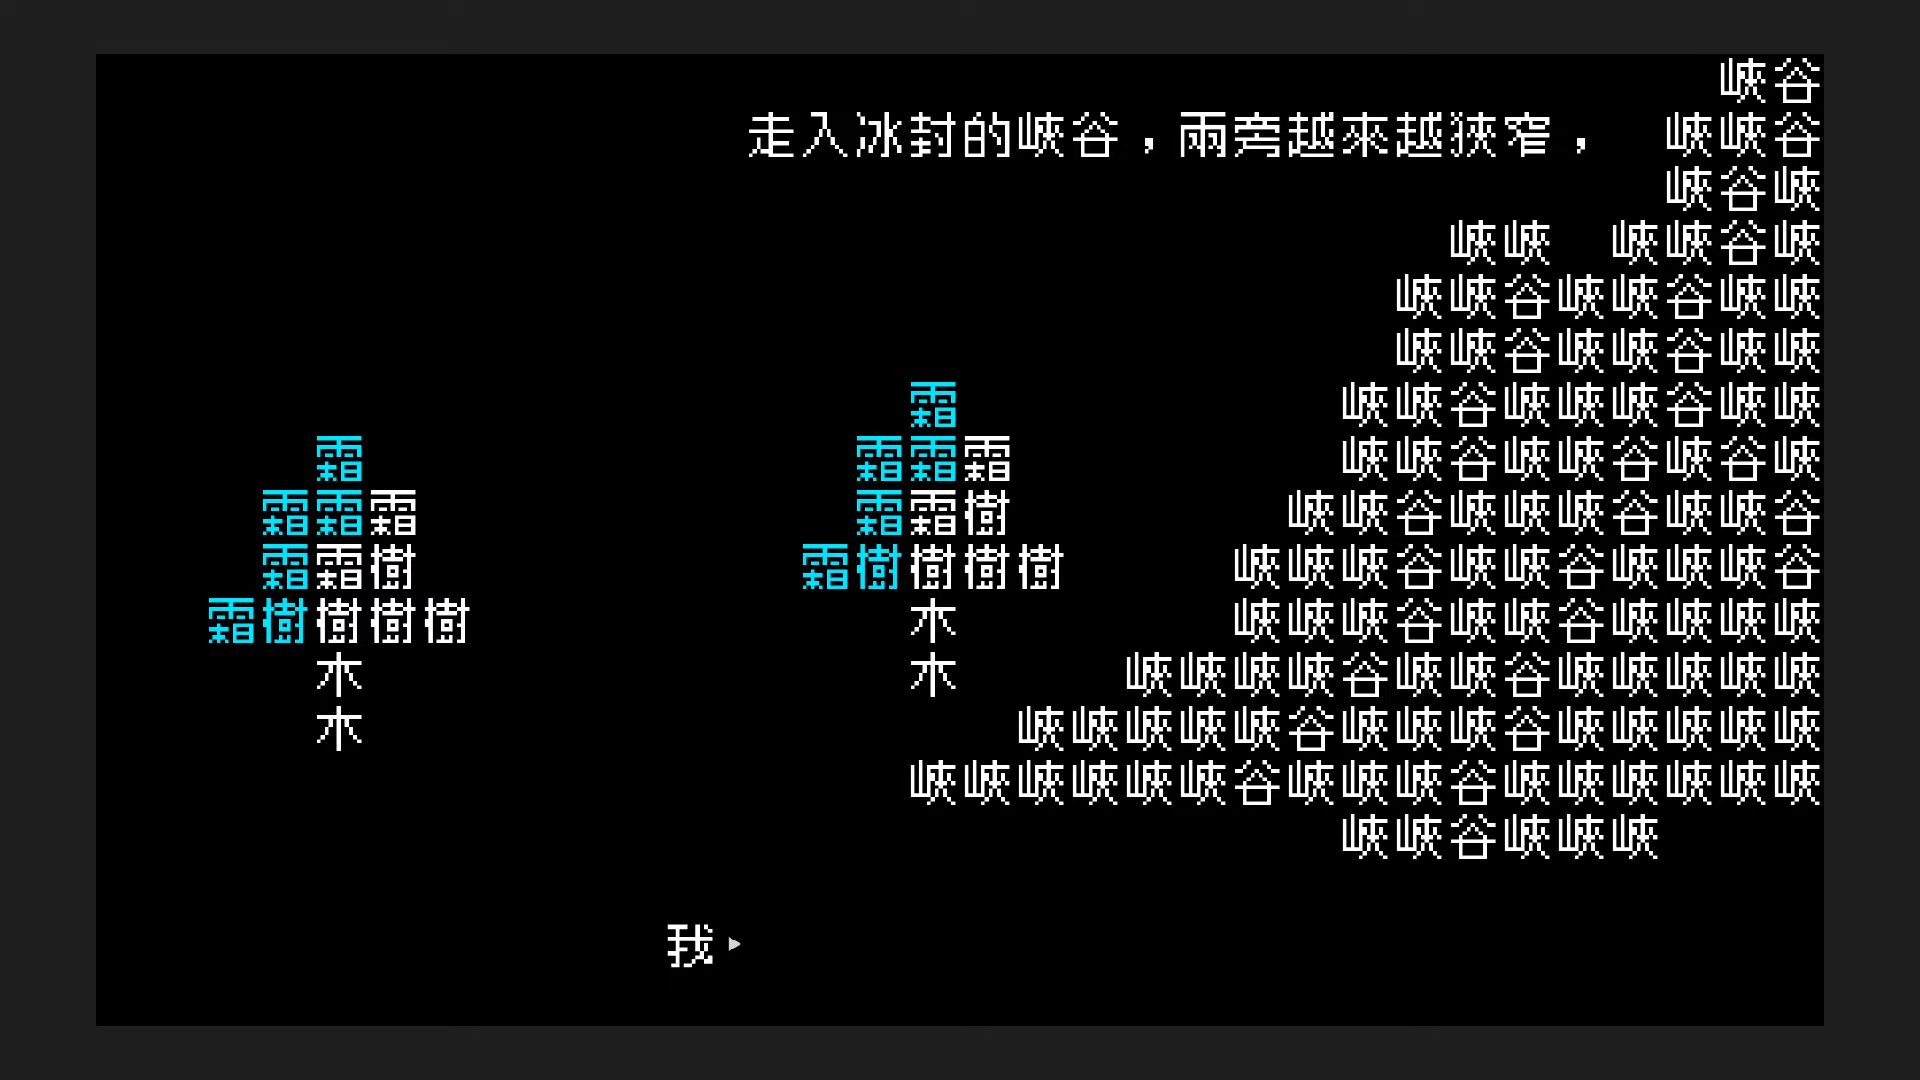 峽谷
走入冰封的峽谷，兩旁越來越狹窄， 峽峽谷
峽谷峽
峽峽 峽峽谷峽
峽峽谷峽峽谷峽峽
峽峽谷峽峽谷峽峽
霜 峽峽谷峽峽峽谷峽峽
霜 霜霜霜 峽峽谷峽峽谷峽谷峽
霜霜霜 霜霜樹 峽峽谷峽峽峽谷峽峽谷
霜霜樹 霜樹樹樹樹 峽峽峽谷峽峽谷峽峽峽谷
霜樹樹樹樹 木 峽峽峽谷峽峽谷峽峽峽峽
木 木 峽峽峽峽谷峽峽谷峽峽峽峽峽
木 峽峽峽峽峽谷峽峽峽谷峽峽峽峽峽
峽峽峽峽峽峽谷峽峽峽谷峽峽峽峽峽峽
峽峽谷峽峽峽
我